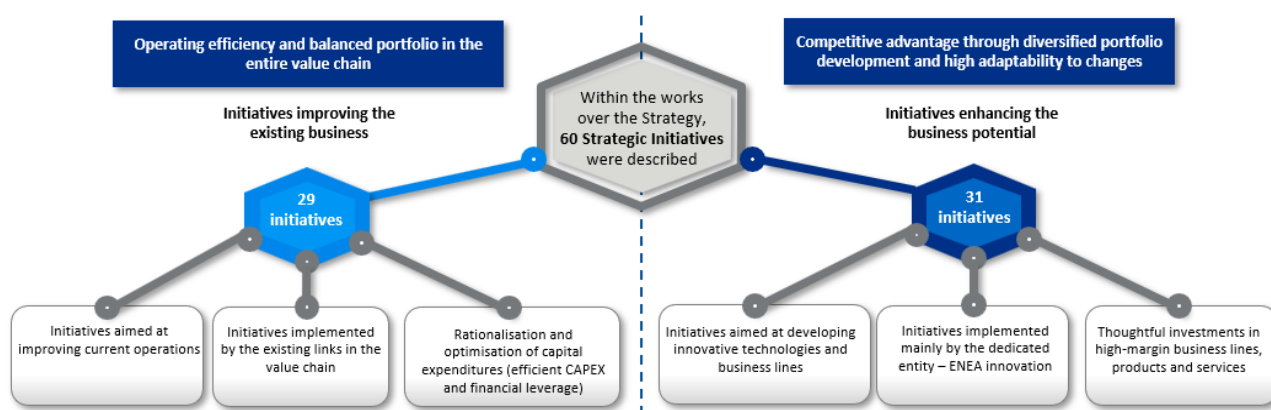 Operating efficiency and balanced portfolio in the
entire value chain
Initiatives improving the
existing business
Within the works
over the Strategy,
60 Strategic Initiatives
were described
Competitive advantage through diversified portfolio
development and high adaptability to changes
Initiatives enhancing the
business potential
29
initiatives
31
initiatives
Initiatives aimed at
improving current operations
Initiatives implemented
by the existing links in the
value chain
Rationalisation and
optimisation of capital
expenditures (efficient CAPEX
and financial leverage)
Initiatives aimed at developing
innovative technologies and
business lines
Initiatives implemented
mainly by the dedicated
entity – ENEA innovation
Thoughtful investments in
high-margin business lines,
products and services